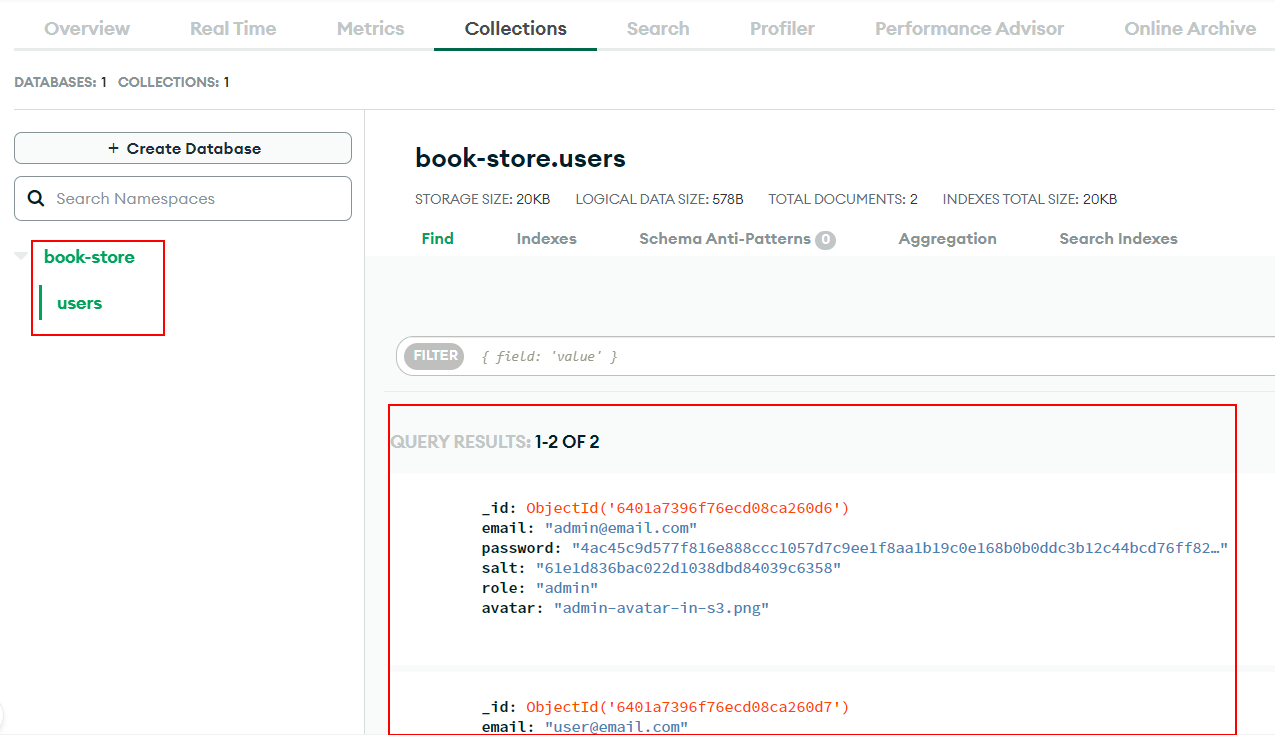 Overview Real Time Metrics Collections Search Profiler Performance Advisor Online Archive
DATABASES: 1 COLLECTIONS: 1
+ Create Database
Search Namespaces
book-store
users
book-store.users
STORAGE SIZE: 20KB LOGICAL DATA SIZE: 578B TOTAL DOCUMENTS: 2 INDEXES TOTAL SIZE: 20KB
Find Indexes Schema Anti-Patterns 0 Aggregation Search Indexes
FILTER { field: 'value' }
QUERY RESULTS: 1-2 OF 2
_id: ObjectId('6401a7396f76ecd08ca260d6')
email: "admin@email.com"
password: "4ac45c9d577f816e888ccc1057d7c9ee1f8aa1b19c0e168b0b0ddc3b12c44bcd76ff82…"
salt: "61e1d836bac022d1038dbd84039c6358"
role: "admin"
avatar: "admin-avatar-in-s3.png"
_id: ObjectId('6401a7396f76ecd08ca260d7')
email: "user@email.com"